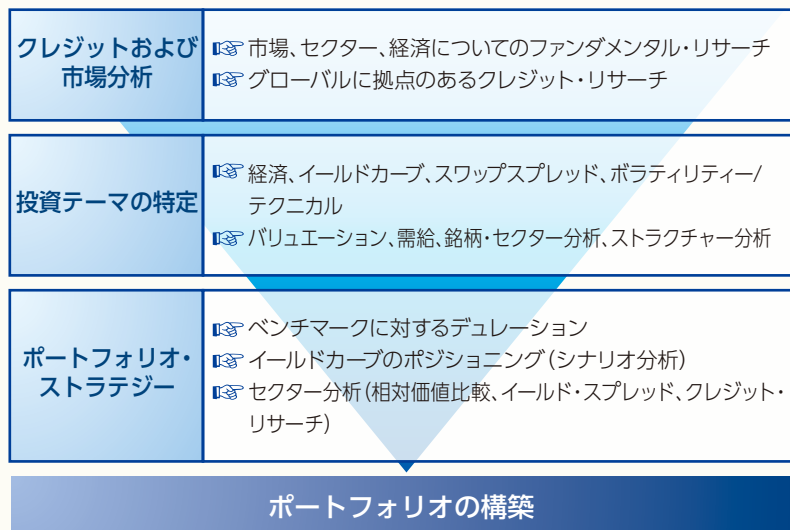 クレジットおよび
市場分析
☞市場、セクター、経済についてのファンダメンタル・リサーチ
☞グローバルに拠点のあるクレジット・リサーチ
投資テーマの特定
☞経済、イールドカーブ、スワップスプレッド、ボラティリティー/
テクニカル
☞バリュエーション、需給、銘柄・セクター分析、ストラクチャー分析
ポートフォリオ・
ストラテジー
☞ベンチマークに対するデュレーション
☞イールドカーブのポジショニング(シナリオ分析)
☞セクター分析(相対価値比較、イールド・スプレッド、クレジット・
リサーチ)
ポートフォリオの構築